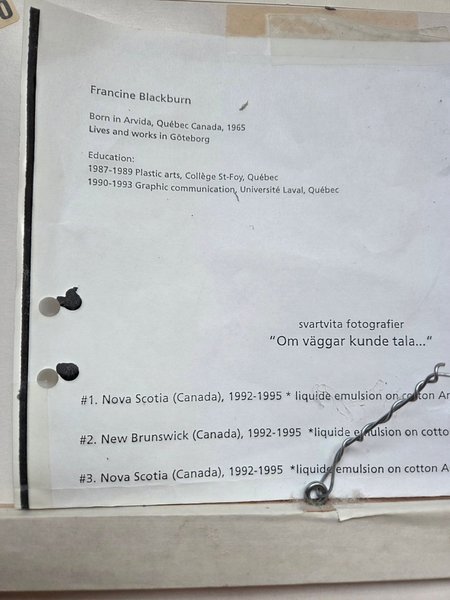 Francine Blackburn
Born in Arvida, Québec Canada, 1965
Lives and works in Göteborg
Education:
1987-1989 Plastic arts, Collège St-Foy, Québec
1990-1993 Graphic communication, Université Laval, Québec
svartvita fotografier
"Om väggar kunde tala..."
#1. Nova Scotia (Canada), 1992-1995 * liquide emulsion on cotton
#2. New Brunswick (Canada), 1992-1995 *liquide emulsion on
#3. Nova Scotia (Canada), 1992-1995 *liquide emulsion on cotton